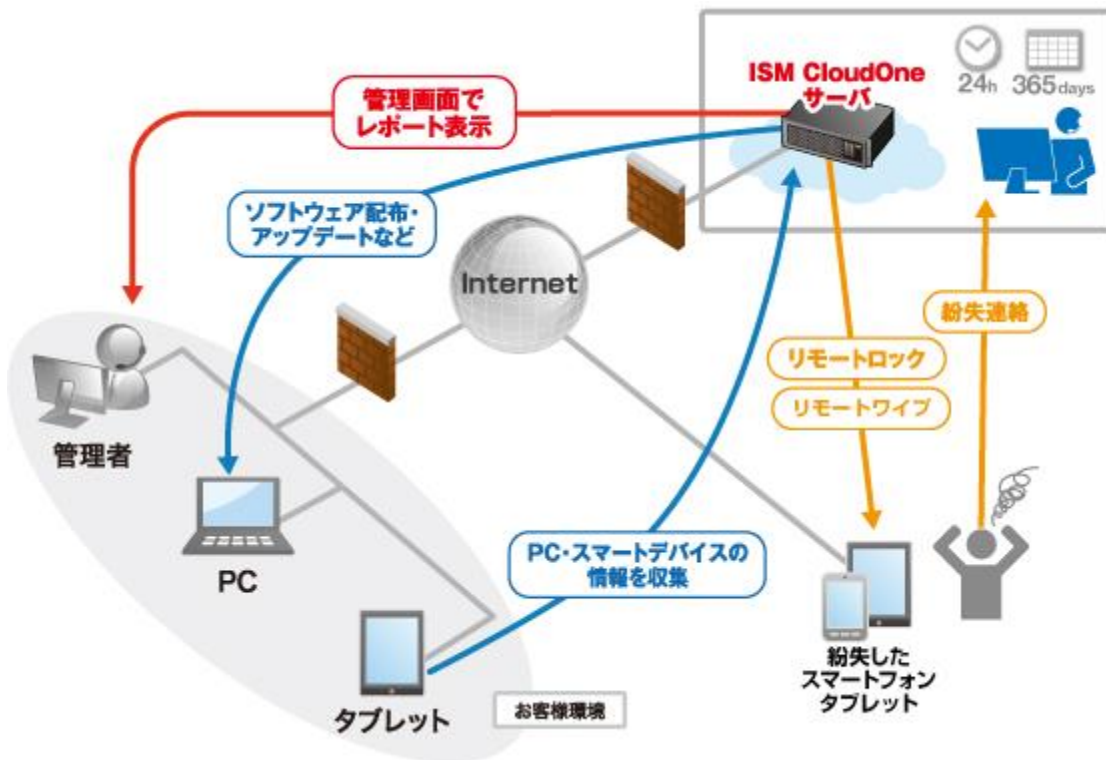 ISM CloudOne
サーバ
24h 365days
管理画面で
レポート表示
ソフトウェア配布・
アップデートなど
Internet
紛失連絡
リモートロック
リモートワイプ
管理者
PC
PC・スマートデバイスの
情報を収集
タブレット
お客様環境
紛失した
スマートフォン
タブレット